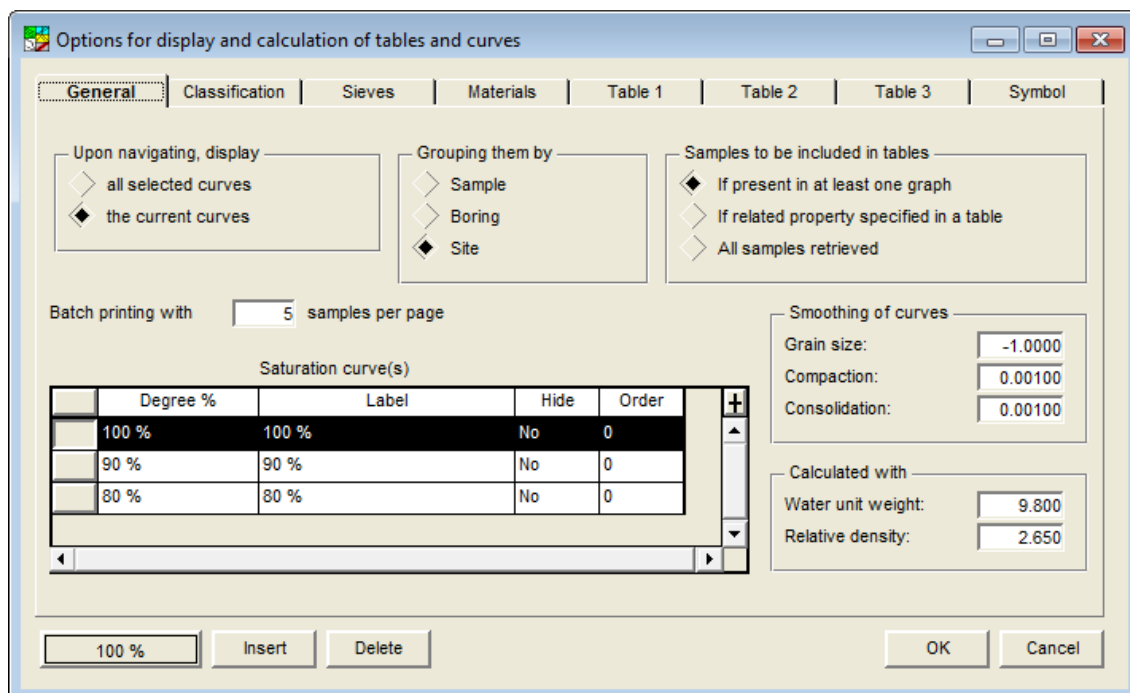 Options for display and calculation of tables and curves
General Classification Sieves Materials Table 1 Table 2 Table 3 Symbol
Upon navigating, display
all selected curves
the current curves
Grouping them by
Sample
Boring
Site
Samples to be included in tables
If present in at least one graph
If related property specified in a table
All samples retrieved
Batch printing with 5 samples per page
Saturation curve(s)
Degree % Label Hide Order
100 % 100 % No 0
90 % 90 % No 0
80 % 80 % No 0
Smoothing of curves
Grain size: -1.0000
Compaction: 0.00100
Consolidation: 0.00100
Calculated with
Water unit weight: 9.800
Relative density: 2.650
100 % Insert Delete OK Cancel